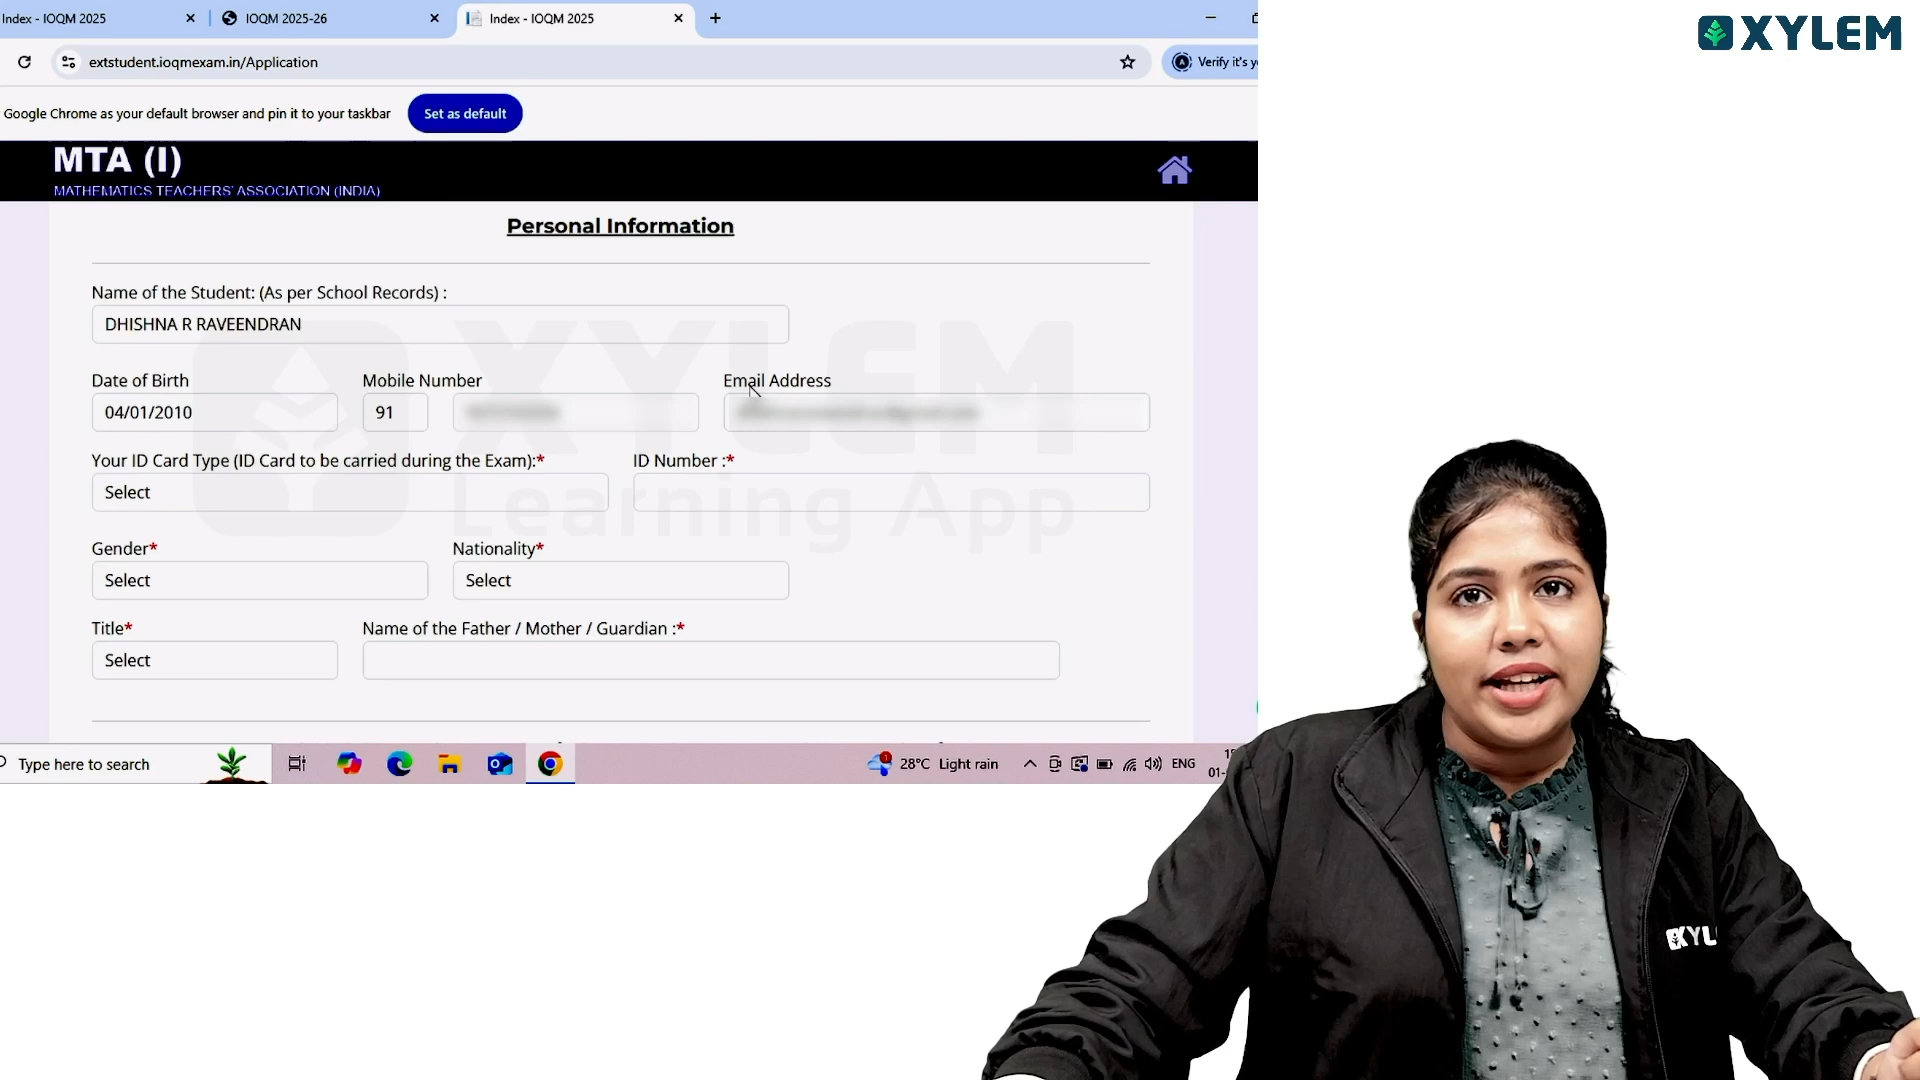 Index - IOQM 2025
IOQM 2025-26
Index - IOQM 2025
XYLEM
extstudent.ioqmexam.in/Application
Verify it's y
Google Chrome as your default browser and pin it to your taskbar
Set as default
MTA (I)
MATHEMATICS TEACHERS' ASSOCIATION (INDIA)
Personal Information
Name of the Student: (As per School Records) :
DHISHNA R RAVEENDRAN
Date of Birth
Mobile Number
Email Address
04/01/2010
91
Your ID Card Type (ID Card to be carried during the Exam):*
ID Number :*
Select
Gender*
Nationality*
Select
Select
Title*
Name of the Father / Mother / Guardian :*
Select
XYLEM
Learning App
Type here to search
28°C Light rain
ENG
01-
XYL